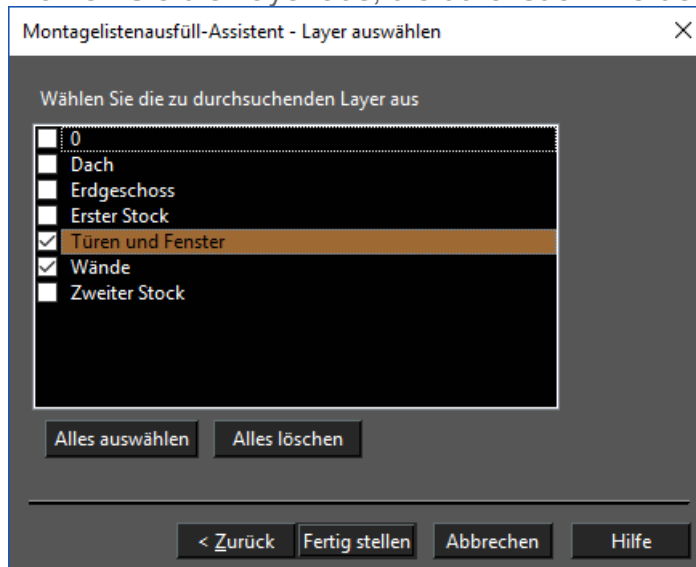 Montagelistenausfüll-Assistent - Layer auswählen
Wählen Sie die zu durchsuchenden Layer aus
0
Dach
Erdgeschoss
Erster Stock
Türen und Fenster
Wände
Zweiter Stock
Alles auswählen Alles löschen
< Zurück Fertig stellen Abbrechen Hilfe